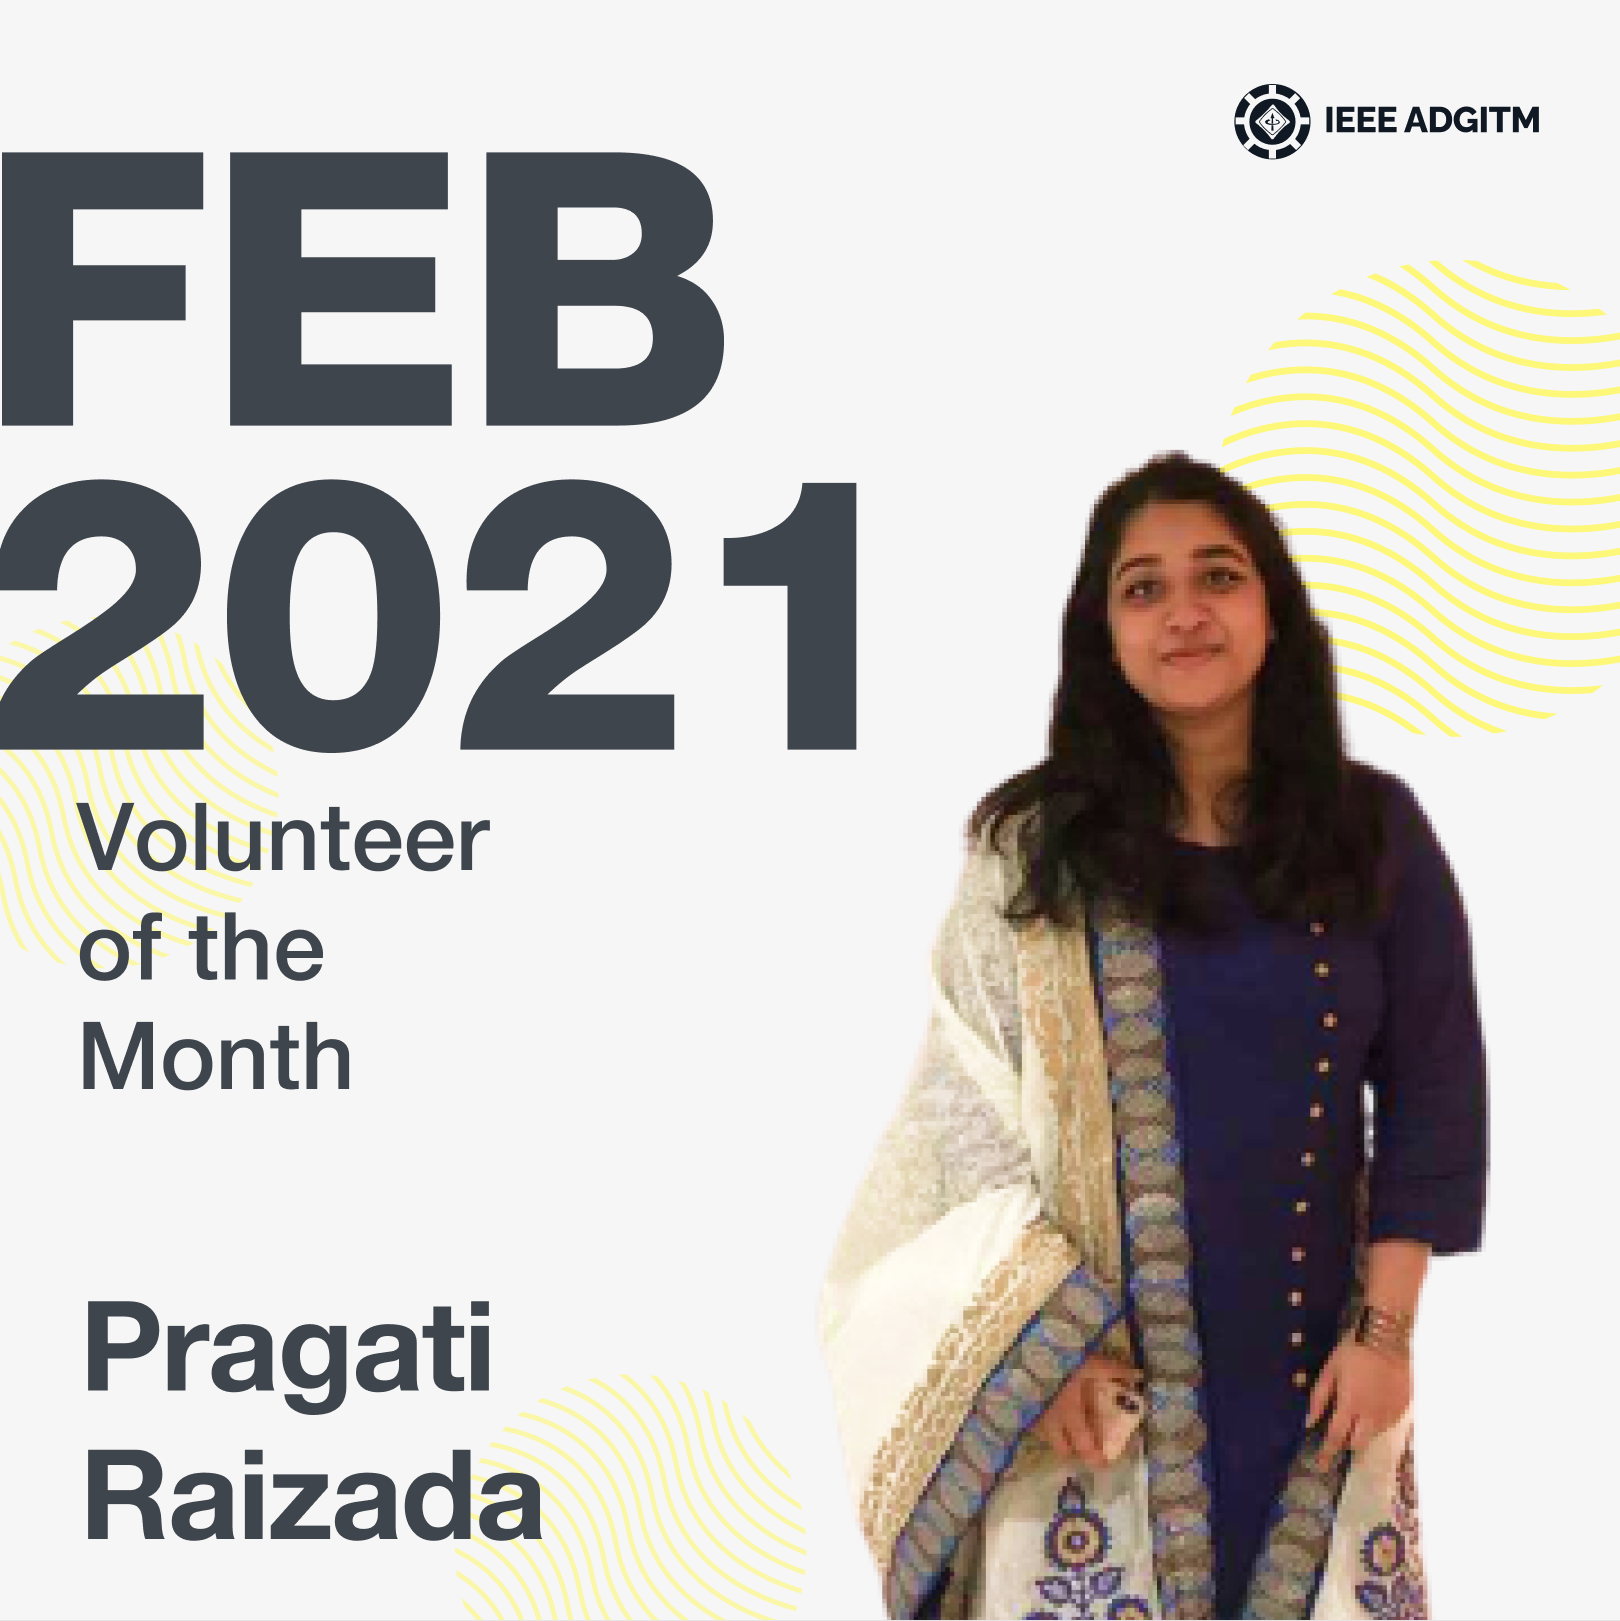 IEEE ADGITM
FEB
2021
Volunteer
of the
Month
Pragati
Raizada